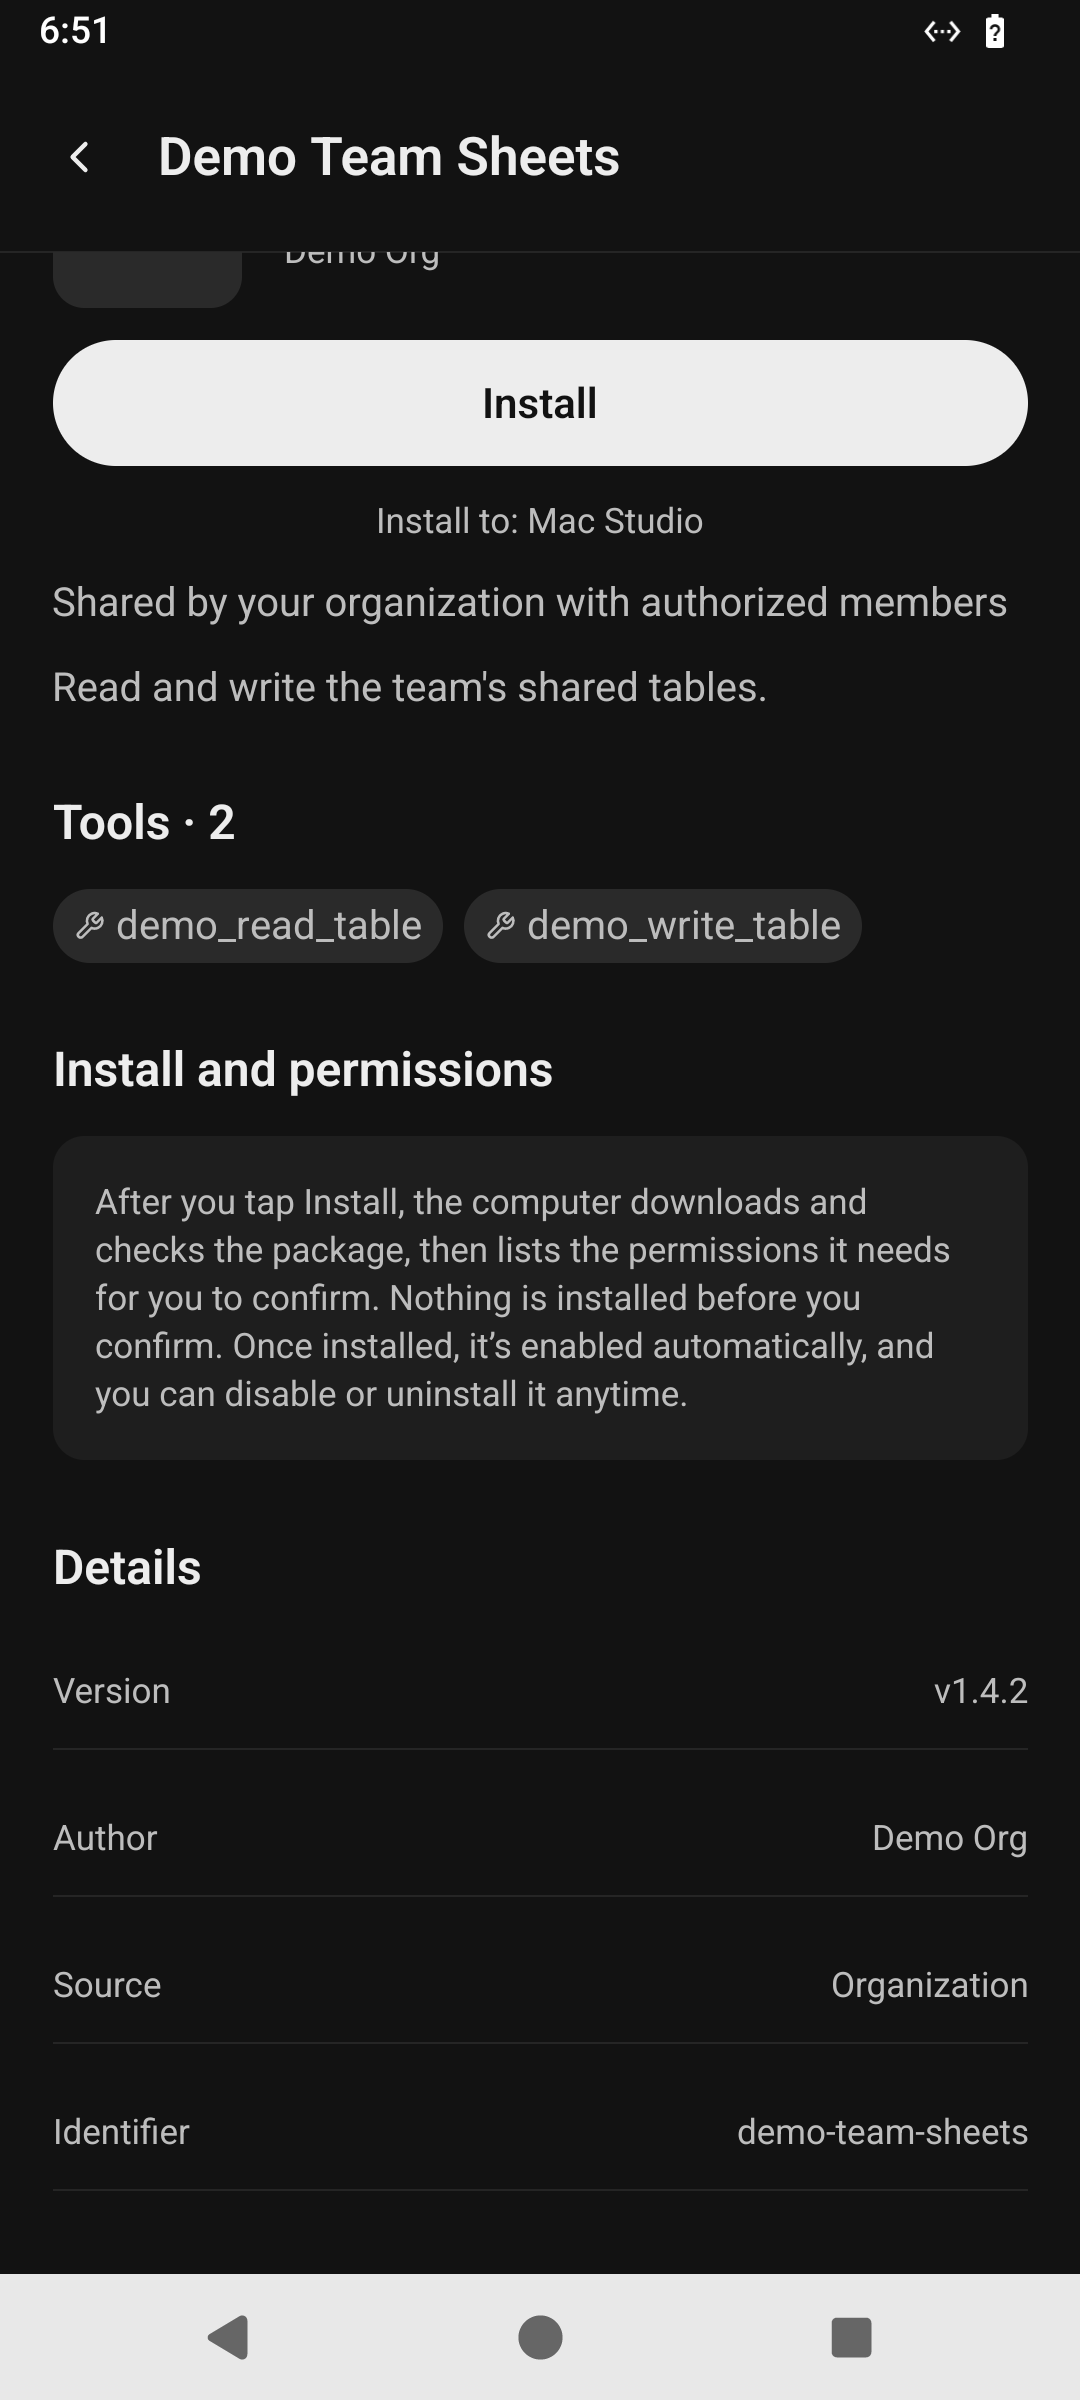 6:51
Demo Team Sheets
Demo Org
Install
Install to: Mac Studio
Shared by your organization with authorized members
Read and write the team's shared tables.
Tools · 2
demo_read_table demo_write_table
Install and permissions
After you tap Install, the computer downloads and
checks the package, then lists the permissions it needs
for you to confirm. Nothing is installed before you
confirm. Once installed, it’s enabled automatically, and
you can disable or uninstall it anytime.
Details
Version v1.4.2
Author Demo Org
Source Organization
Identifier demo-team-sheets